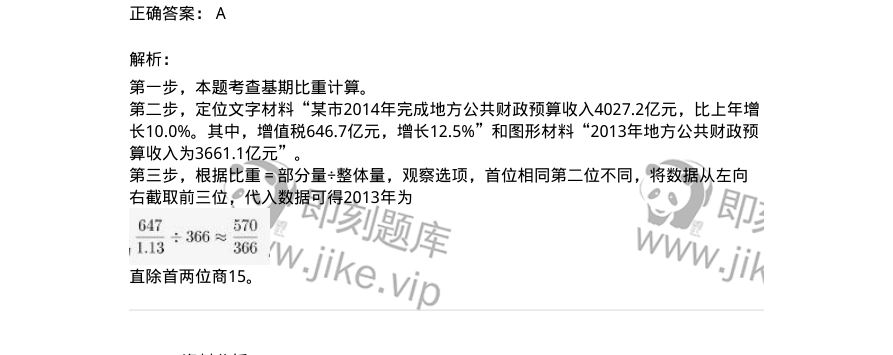 正确答案： A
解析：
第一步，本题考查基期比重计算。
第二步，定位文字材料“某市2014年完成地方公共财政预算收入4027.2亿元，比上年增
长10.0%。其中，增值税646.7亿元，增长12.5%”和图形材料“2013年地方公共财政预
算收入为3661.1亿元”。
第三步，根据比重＝部分量÷整体量，观察选项，首位相同第二位不同，将数据从左向
右截取前三位，代入数据可得2013年为
，647/1.13 ÷ 366 ≈ 570/366，
直除首两位商15。
即刻题库
w.jike.vip
即刻
www.jik